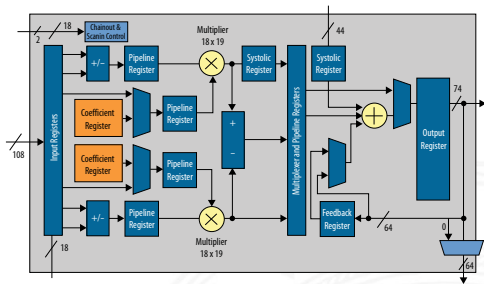 2
18
Chainout &
Scanin Control
44
Multiplier
18 x 19
+/–
Pipeline
Register
×
Systolic
Register
Systolic
Register
74
Input Registers
Coefficient
Register
Pipeline
Register
108
Coefficient
Register
Pipeline
Register
+
–
Multiplexer and Pipeline Registers
+
Output
Register
+/–
Pipeline
Register
×
Multiplier
18 x 19
Feedback
Register
64
0
18
64